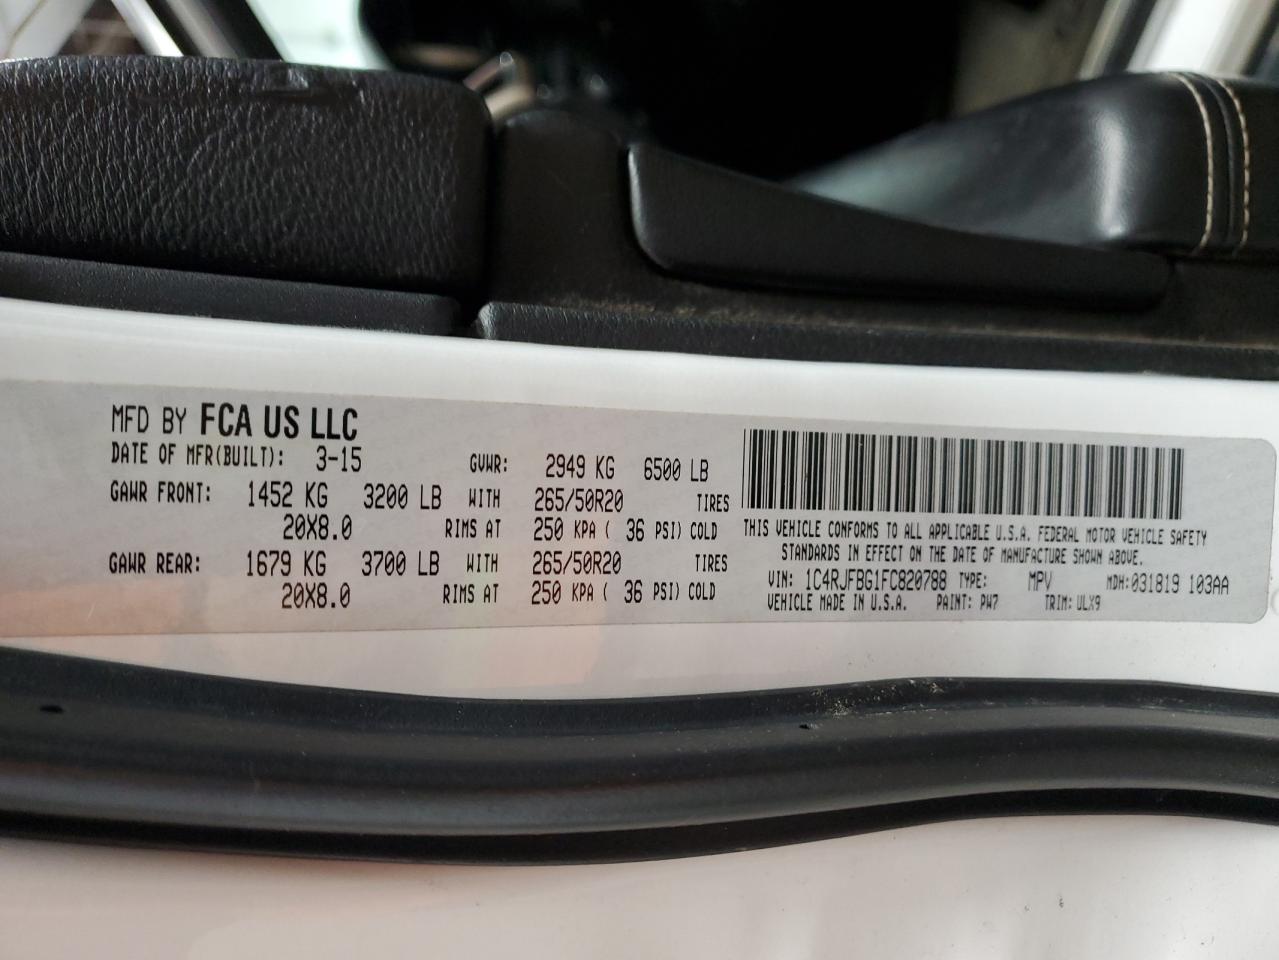 MFD BY FCA US LLC
DATE OF MFR(BUILT): 3-15 GVWR: 2949 KG 6500 LB
GAWR FRONT: 1452 KG 3200 LB WITH 265/50R20 TIRES
20X8.0 RIMS AT 250 KPA ( 36 PSI) COLD
GAWR REAR: 1679 KG 3700 LB WITH 265/50R20 TIRES
20X8.0 RIMS AT 250 KPA ( 36 PSI) COLD
THIS VEHICLE CONFORMS TO ALL APPLICABLE U.S.A. FEDERAL MOTOR VEHICLE SAFETY
STANDARDS IN EFFECT ON THE DATE OF MANUFACTURE SHOWN ABOVE.
VIN: 1C4RJFBG1FC820788 TYPE: MPV MDH:031819 103AA
VEHICLE MADE IN U.S.A. PAINT: PW7 TRIM: ULX9